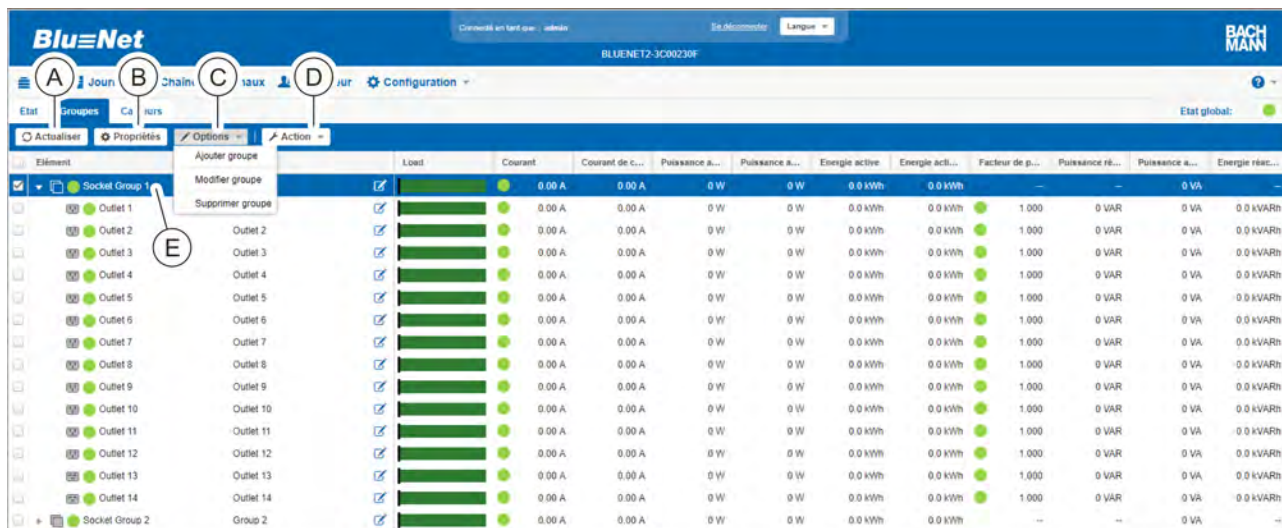 Blu≡Net
Connecté en tant que : admin
Se déconnecter
Langue
BLUENET2-3C00230F
BACH
MANN
A B C D
Jour Chaîn aux ur Configuration
?
Etat Groupes Ca urs
Etat global:
Actualiser Propriétés Options Action
Elément Load Courant Courant de c... Puissance a... Puissance a... Energie active Energie acti... Facteur de p... Puissance ré... Puissance a... Energie réac...
Ajouter groupe
Modifier groupe
Supprimer groupe
Socket Group 1 0.00 A 0.00 A 0 W 0 W 0.0 kWh 0.0 kWh -- -- 0 VA --
Outlet 1 0.00 A 0.00 A 0 W 0 W 0.0 kWh 0.0 kWh 1.000 0 VAR 0 VA 0.0 kVARh
Outlet 2 Outlet 2 0.00 A 0.00 A 0 W 0 W 0.0 kWh 0.0 kWh 1.000 0 VAR 0 VA 0.0 kVARh
E
Outlet 3 Outlet 3 0.00 A 0.00 A 0 W 0 W 0.0 kWh 0.0 kWh 1.000 0 VAR 0 VA 0.0 kVARh
Outlet 4 Outlet 4 0.00 A 0.00 A 0 W 0 W 0.0 kWh 0.0 kWh 1.000 0 VAR 0 VA 0.0 kVARh
Outlet 5 Outlet 5 0.00 A 0.00 A 0 W 0 W 0.0 kWh 0.0 kWh 1.000 0 VAR 0 VA 0.0 kVARh
Outlet 6 Outlet 6 0.00 A 0.00 A 0 W 0 W 0.0 kWh 0.0 kWh 1.000 0 VAR 0 VA 0.0 kVARh
Outlet 7 Outlet 7 0.00 A 0.00 A 0 W 0 W 0.0 kWh 0.0 kWh 1.000 0 VAR 0 VA 0.0 kVARh
Outlet 8 Outlet 8 0.00 A 0.00 A 0 W 0 W 0.0 kWh 0.0 kWh 1.000 0 VAR 0 VA 0.0 kVARh
Outlet 9 Outlet 9 0.00 A 0.00 A 0 W 0 W 0.0 kWh 0.0 kWh 1.000 0 VAR 0 VA 0.0 kVARh
Outlet 10 Outlet 10 0.00 A 0.00 A 0 W 0 W 0.0 kWh 0.0 kWh 1.000 0 VAR 0 VA 0.0 kVARh
Outlet 11 Outlet 11 0.00 A 0.00 A 0 W 0 W 0.0 kWh 0.0 kWh 1.000 0 VAR 0 VA 0.0 kVARh
Outlet 12 Outlet 12 0.00 A 0.00 A 0 W 0 W 0.0 kWh 0.0 kWh 1.000 0 VAR 0 VA 0.0 kVARh
Outlet 13 Outlet 13 0.00 A 0.00 A 0 W 0 W 0.0 kWh 0.0 kWh 1.000 0 VAR 0 VA 0.0 kVARh
Outlet 14 Outlet 14 0.00 A 0.00 A 0 W 0 W 0.0 kWh 0.0 kWh 1.000 0 VAR 0 VA 0.0 kVARh
Socket Group 2 Group 2 0.00 A 0.00 A 0 W 0 W 0.0 kWh 0.0 kWh -- -- 0 VA --